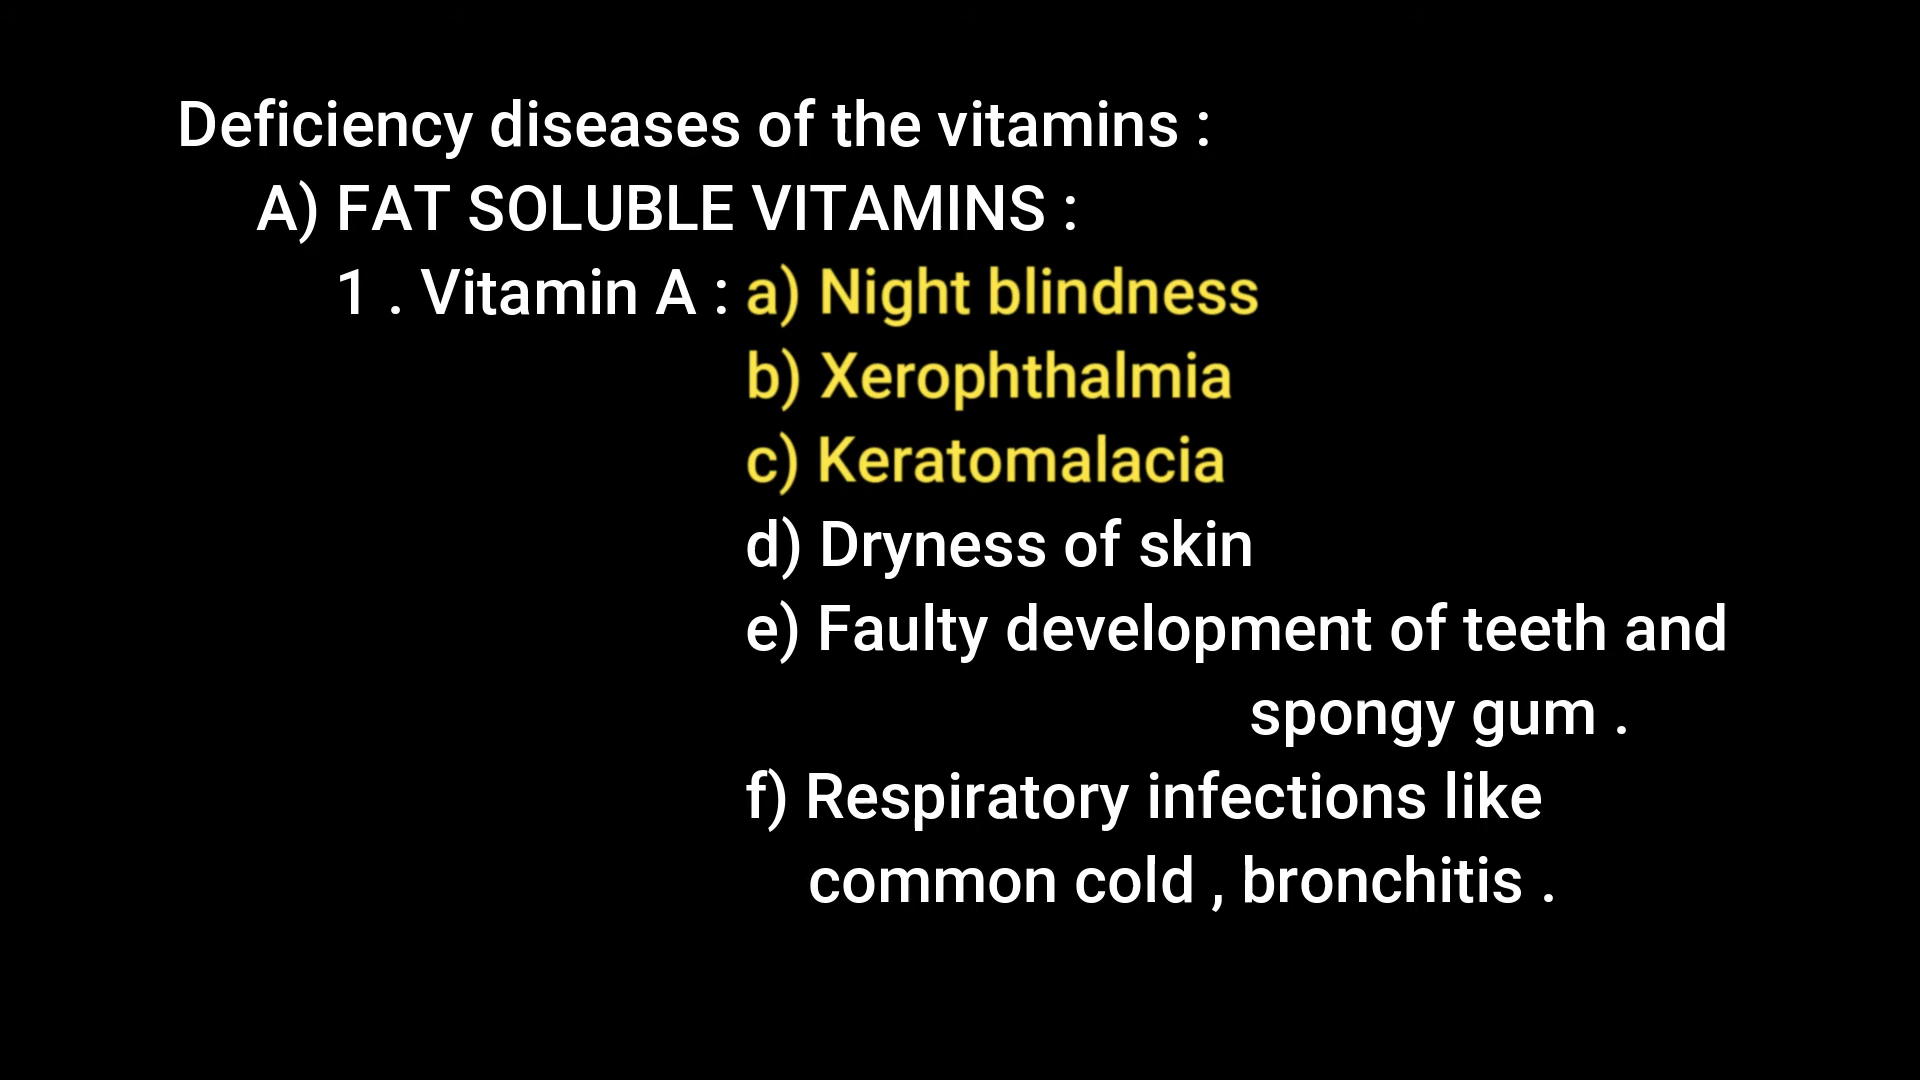 Deficiency diseases of the vitamins :
A) FAT SOLUBLE VITAMINS :
1 . Vitamin A : a) Night blindness
b) Xerophthalmia
c) Keratomalacia
d) Dryness of skin
e) Faulty development of teeth and
spongy gum .
f) Respiratory infections like
common cold , bronchitis .